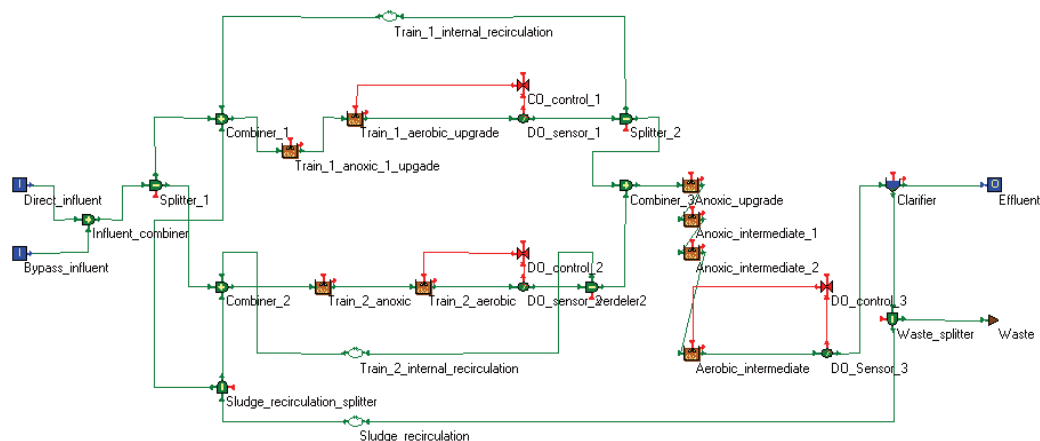 Train_1_internal_recirculation
CO_control_1
Combiner_1
Train_1_aerobic_upgrade
DO_sensor_1
Splitter_2
Train_1_anoxic_1_upgade
I
Direct_influent
Splitter_1
Combiner_3
Anoxic_upgrade
Clarifier
O
Effluent
Influent_combiner
Anoxic_intermediate_1
I
Bypass_influent
DO_control_2
Anoxic_intermediate_2
Combiner_2
Train_2_anoxic
Train_2_aerobic
DO_sensor_2
verdeler2
DO_control_3
Waste_splitter
Waste
Train_2_internal_recirculation
Aerobic_intermediate
DO_Sensor_3
Sludge_recirculation_splitter
Sludge_recirculation